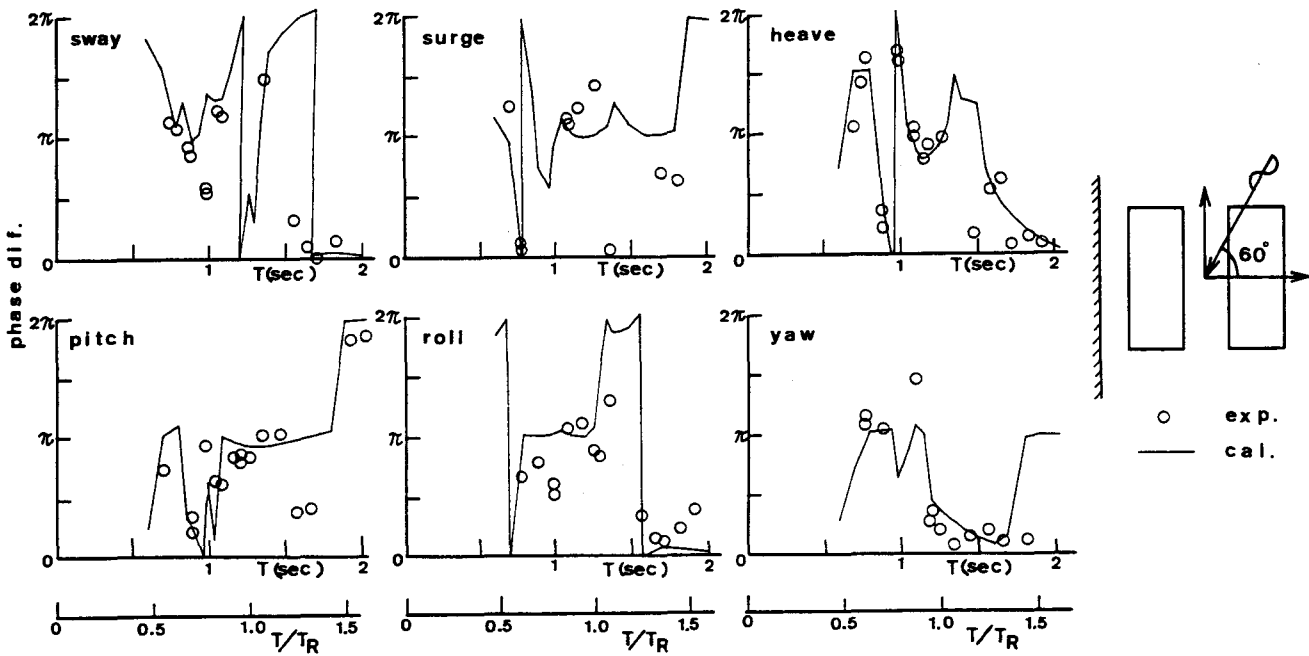 phase dif.
2π
π
0
sway
1
T(sec)
2
2π
π
0
surge
1
T(sec)
2
2π
π
0
heave
1
T(sec)
2
2π
π
0
pitch
1
T(sec)
2
2π
π
0
roll
1
T(sec)
2
2π
π
0
yaw
1
T(sec)
2
0
0.5
1.0
1.5
T/TR
0
0.5
1.0
1.5
T/TR
0
0.5
1.0
1.5
T/TR
60°
exp.
cal.